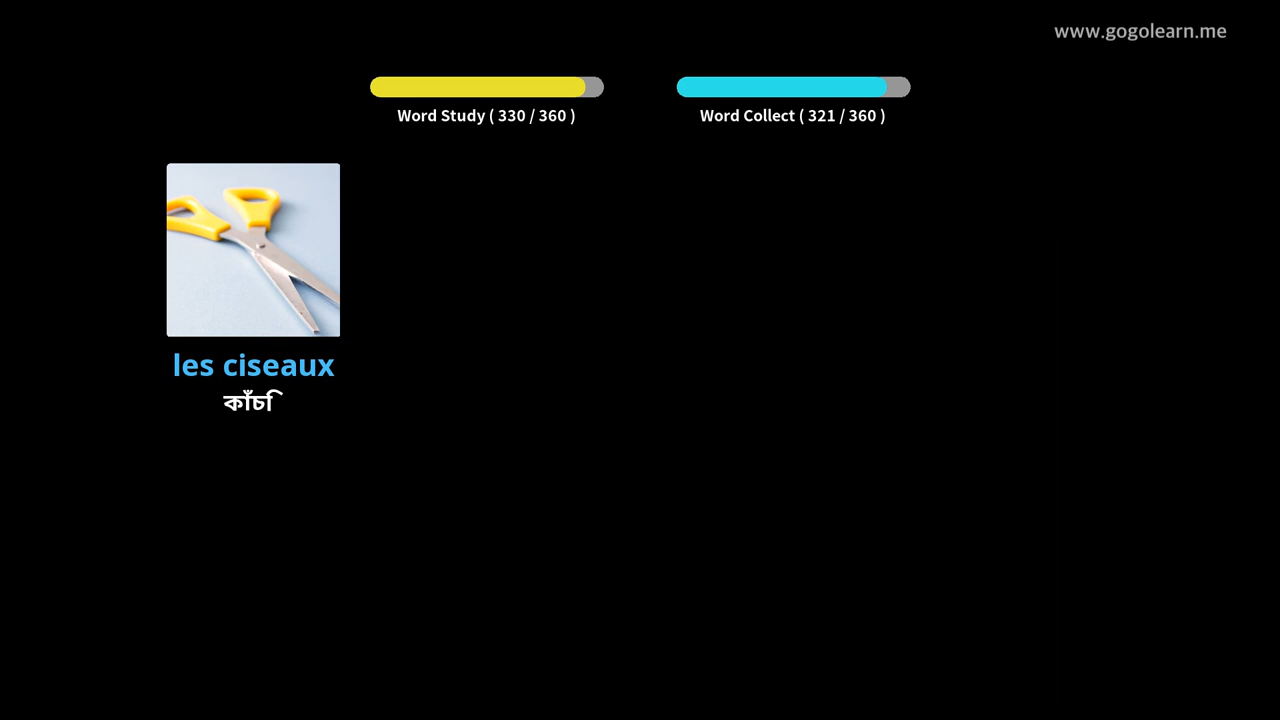 www.gogolearn.me
Word Study ( 330 / 360 )
Word Collect ( 321 / 360 )
les ciseaux
কাঁচি